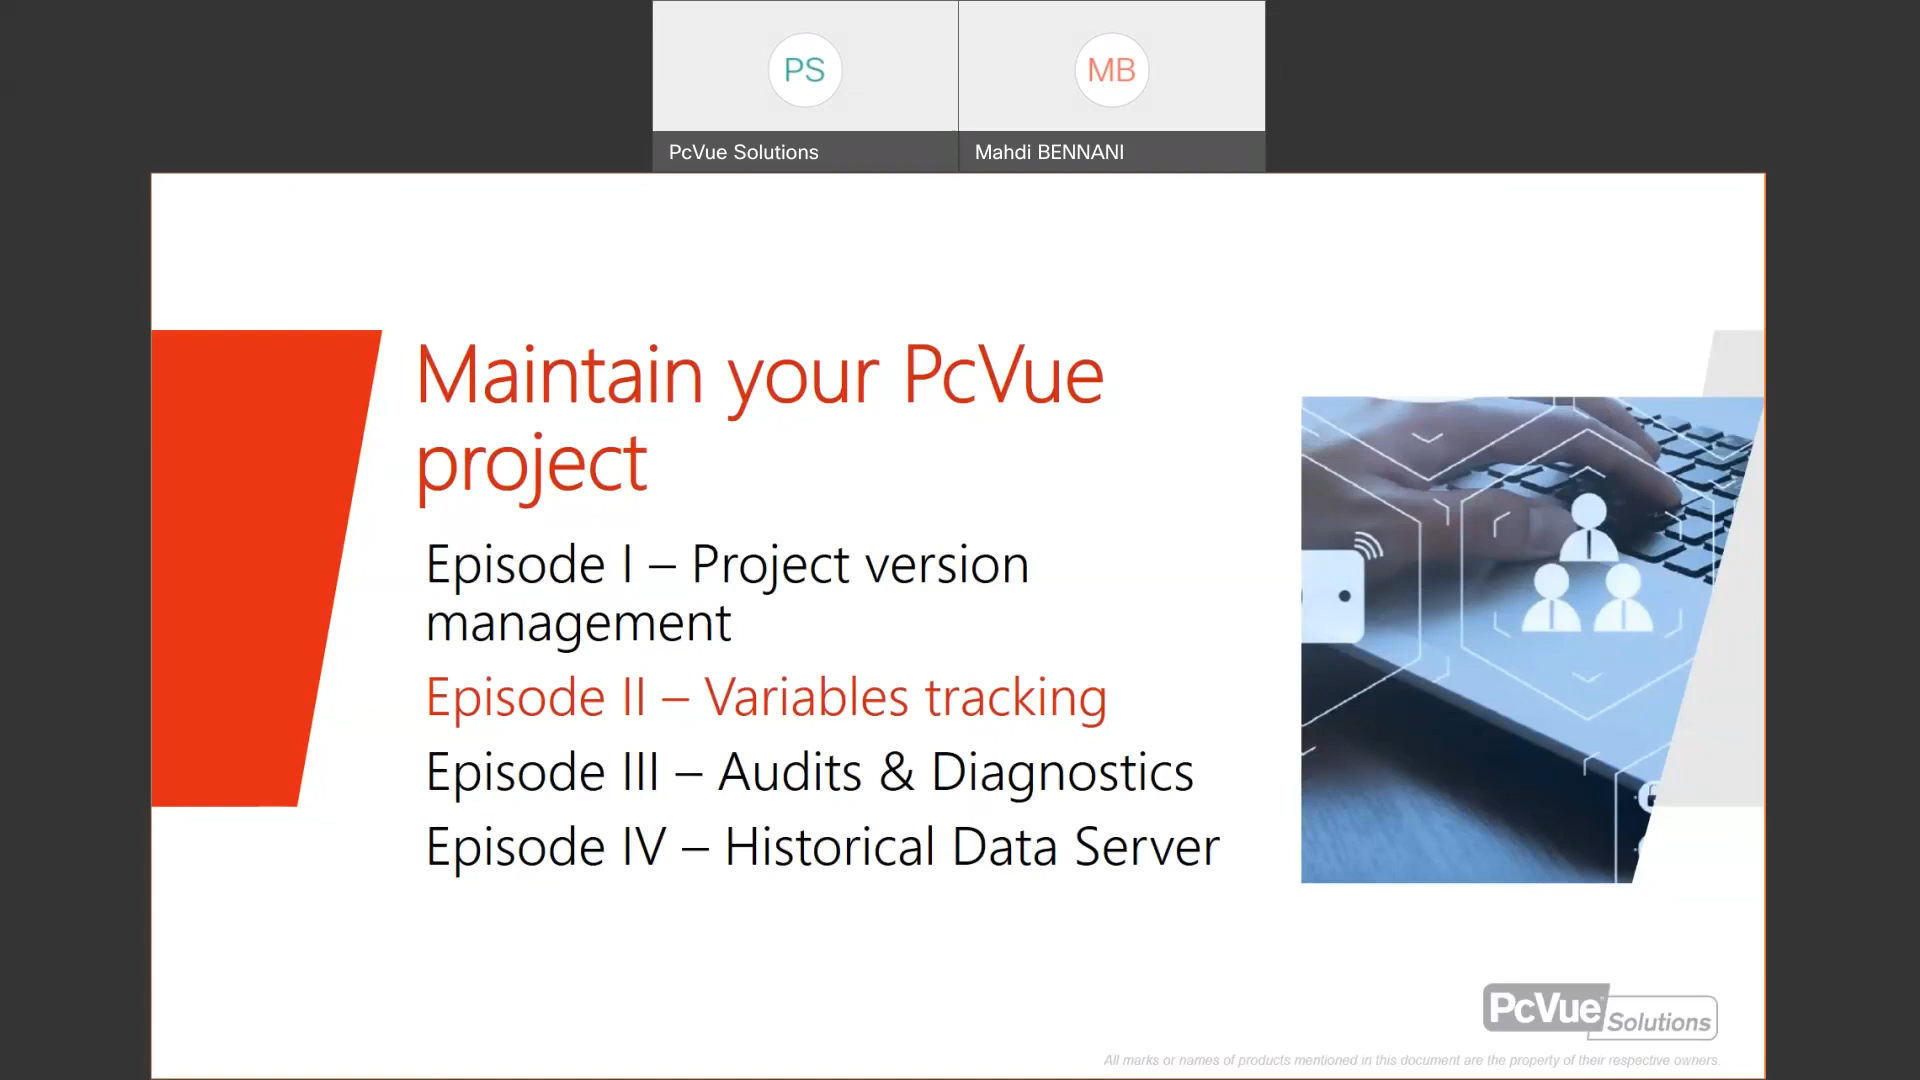 PS
MB
PcVue Solutions
Mahdi BENNANI
Maintain your PcVue
project
Episode I – Project version
management
Episode II – Variables tracking
Episode III – Audits & Diagnostics
Episode IV – Historical Data Server
PcVue Solutions
All marks or names of products mentioned in this document are the property of their respective owners.